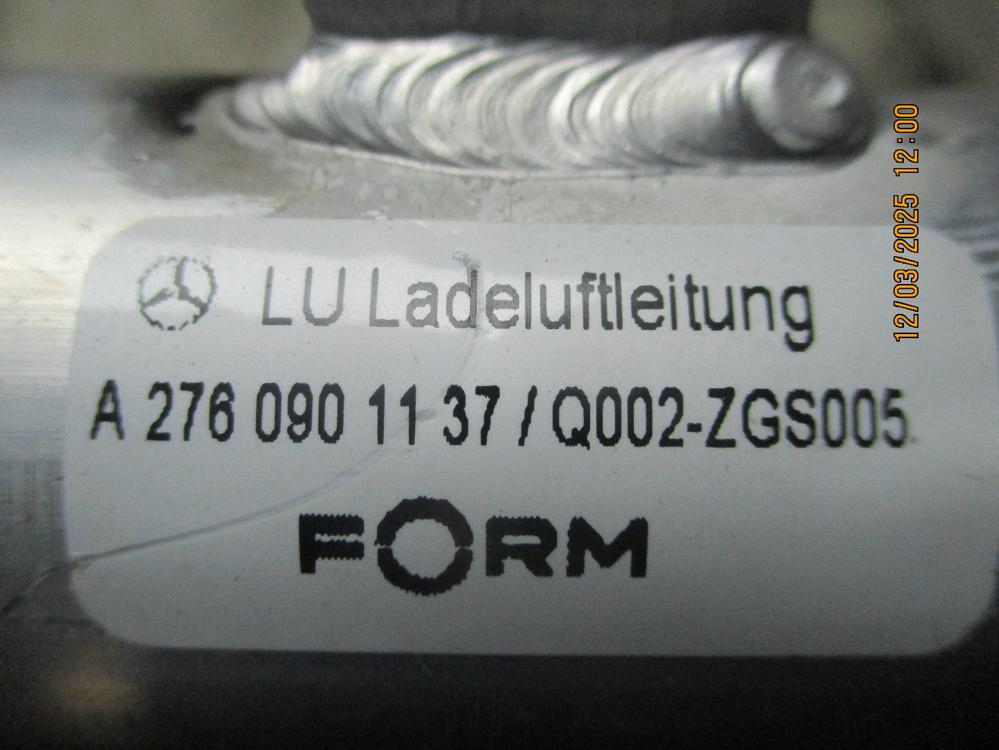 LU Ladeluftleitung
A 276 090 11 37 / Q002-ZGS005
FORM
12/03/2025 12:00